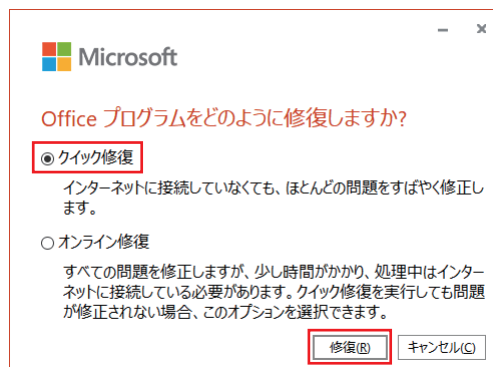 Microsoft
Office プログラムをどのように修復しますか?
クイック修復
インターネットに接続していなくても、ほとんどの問題をすばやく修正し
ます。
オンライン修復
すべての問題を修正しますが、少し時間がかかり、処理中はインター
ネットに接続している必要があります。クイック修復を実行しても問題
が修正されない場合、このオプションを選択できます。
修復(R) キャンセル(C)